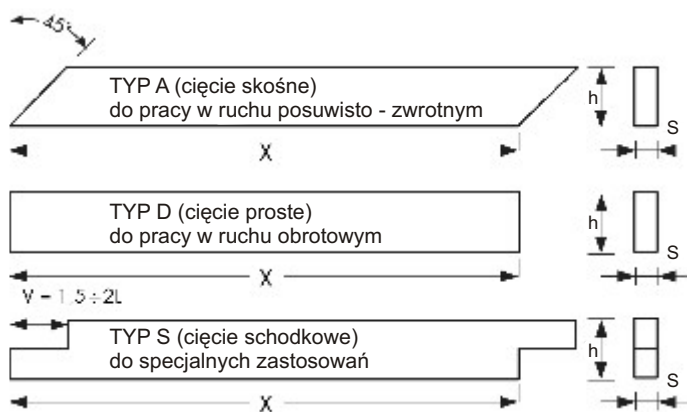 45°
TYP A (cięcie skośne)
do pracy w ruchu posuwisto - zwrotnym
h
S
X
TYP D (cięcie proste)
do pracy w ruchu obrotowym
h
S
X
V = 1,5÷2L
TYP S (cięcie schodkowe)
do specjalnych zastosowań
h
S
X